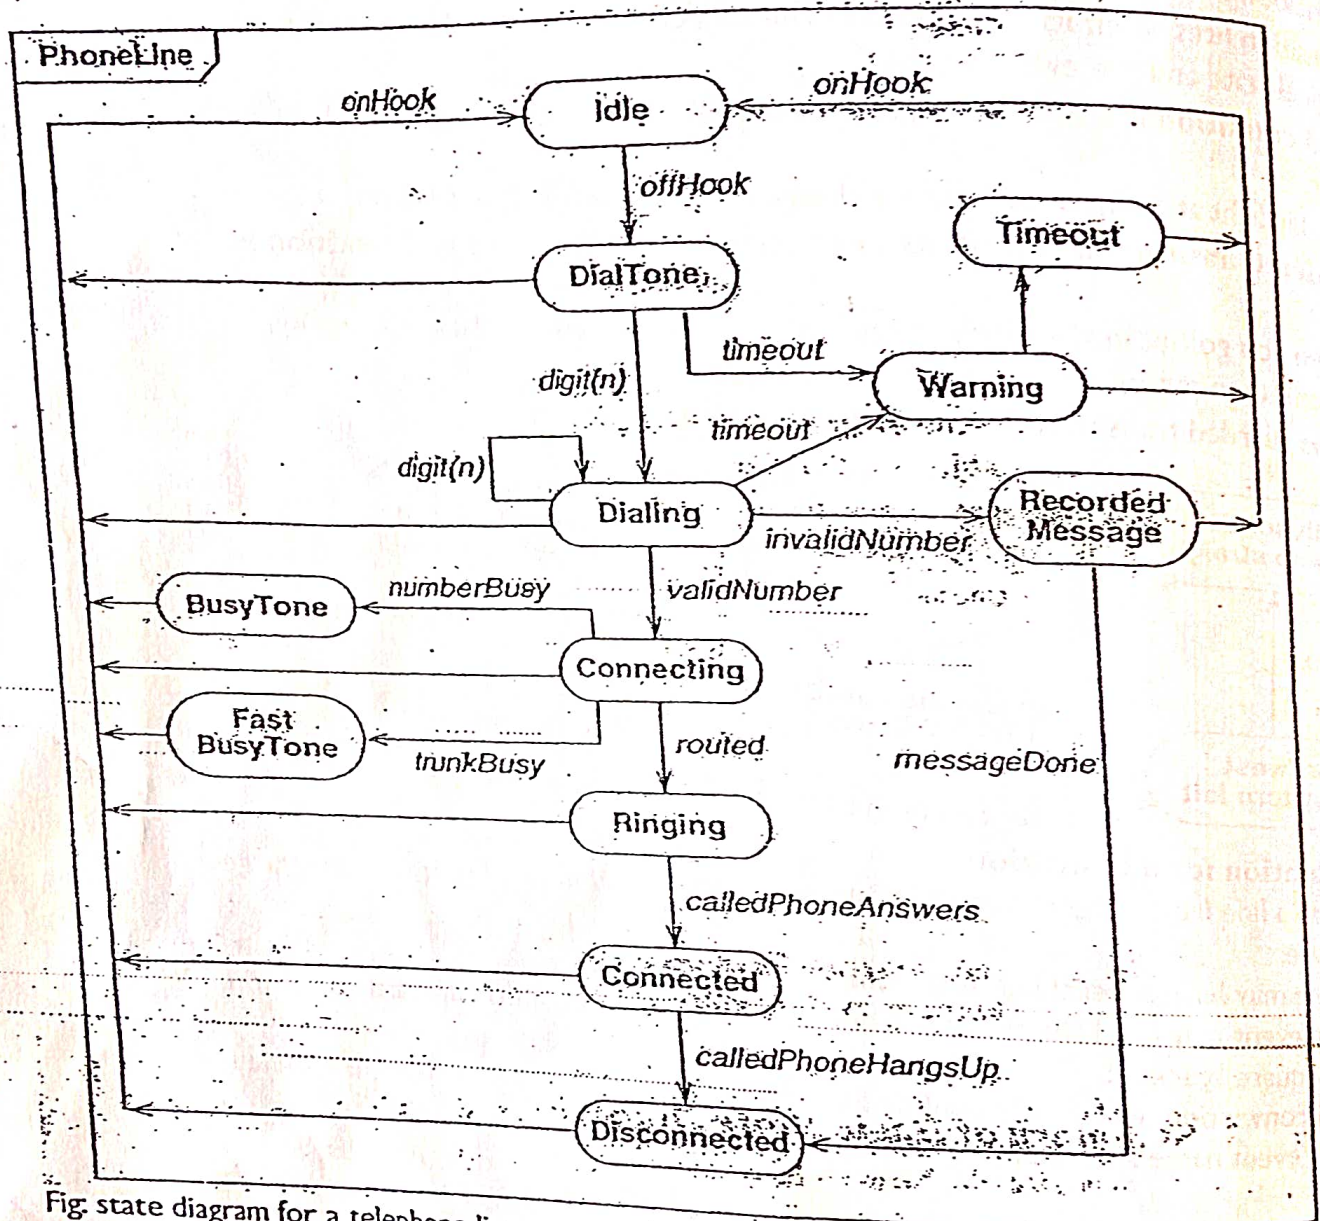 PhoneLine
onHook
Idle
onHook
offHook
Timeout
DialTone
timeout
digit(n)
Warning
timeout
digit(n)
Dialing
Recorded
Message
invalidNumber
numberBusy
validNumber
BusyTone
Connecting
Fast
BusyTone
trunkBusy
routed
messageDone
Ringing
calledPhoneAnswers
Connected
calledPhoneHangsUp
Disconnected
Fig: state diagram for a telephone